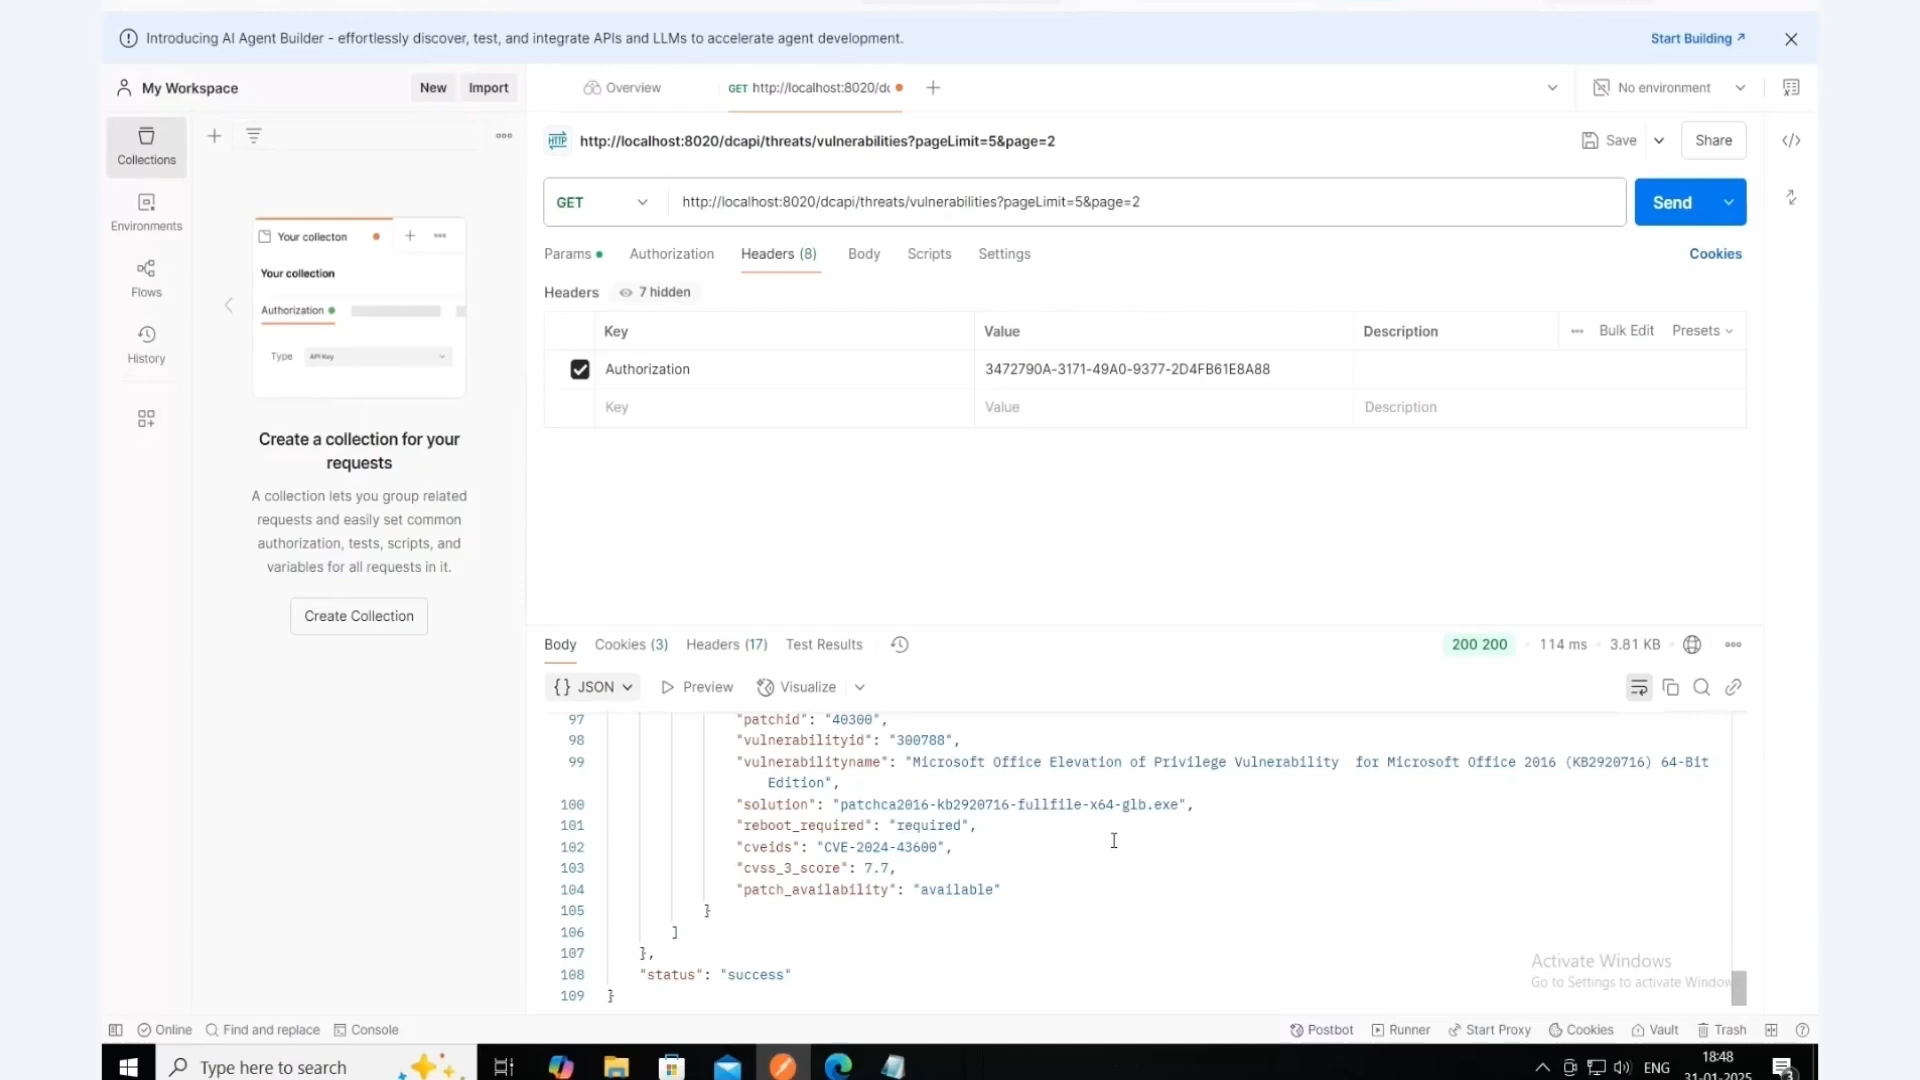 Introducing AI Agent Builder - effortlessly discover, test, and integrate APIs and LLMs to accelerate agent development.
Start Building
My Workspace
New
Import
Overview
GET http://localhost:8020/dc
No environment
Collections
Environments
Flows
History
Your collecton
Your collection
Authorization
Type
API Key
Create a collection for your
requests
A collection lets you group related
requests and easily set common
authorization, tests, scripts, and
variables for all requests in it.
Create Collection
HTTP
http://localhost:8020/dcapi/threats/vulnerabilities?pageLimit=5&page=2
Save
Share
GET
http://localhost:8020/dcapi/threats/vulnerabilities?pageLimit=5&page=2
Send
Params
Authorization
Headers (8)
Body
Scripts
Settings
Cookies
Headers
7 hidden
Key
Value
Description
Bulk Edit
Presets
Authorization
3472790A-3171-49A0-9377-2D4FB61E8A88
Key
Value
Description
Body
Cookies (3)
Headers (17)
Test Results
200 200
114 ms
3.81 KB
{} JSON
Preview
Visualize
97 "patchid": "40300",
98 "vulnerabilityid": "300788",
99 "vulnerabilityname": "Microsoft Office Elevation of Privilege Vulnerability for Microsoft Office 2016 (KB2920716) 64-Bit
Edition",
100 "solution": "patchca2016-kb2920716-fullfile-x64-glb.exe",
101 "reboot_required": "required",
102 "cveids": "CVE-2024-43600",
103 "cvss_3_score": 7.7,
104 "patch_availability": "available"
105 }
106 ]
107 },
108 "status": "success"
109 }
Activate Windows
Go to Settings to activate Window
Online
Find and replace
Console
Postbot
Runner
Start Proxy
Cookies
Vault
Trash
Type here to search
ENG
18:48
31-01-2025
3